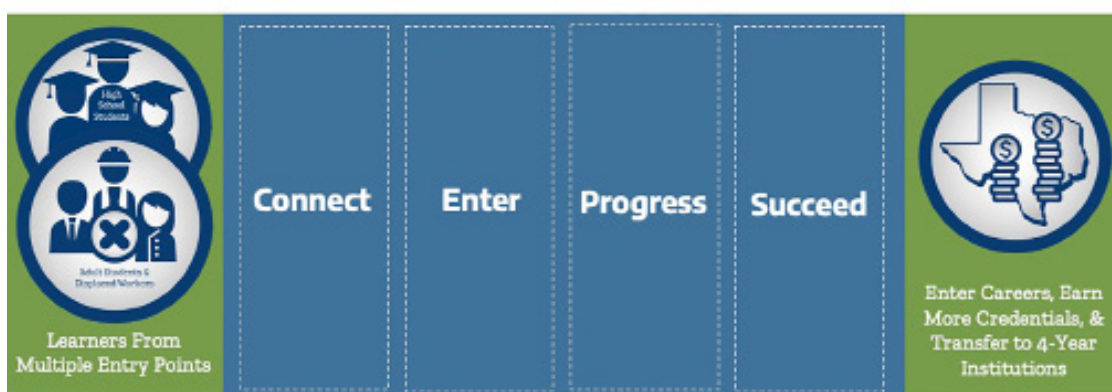 High
School
Students
Adult Students &
Displaced Workers
Learners From
Multiple Entry Points
Connect
Enter
Progress
Succeed
$
$
Enter Careers, Earn
More Credentials, &
Transfer to 4-Year
Institutions